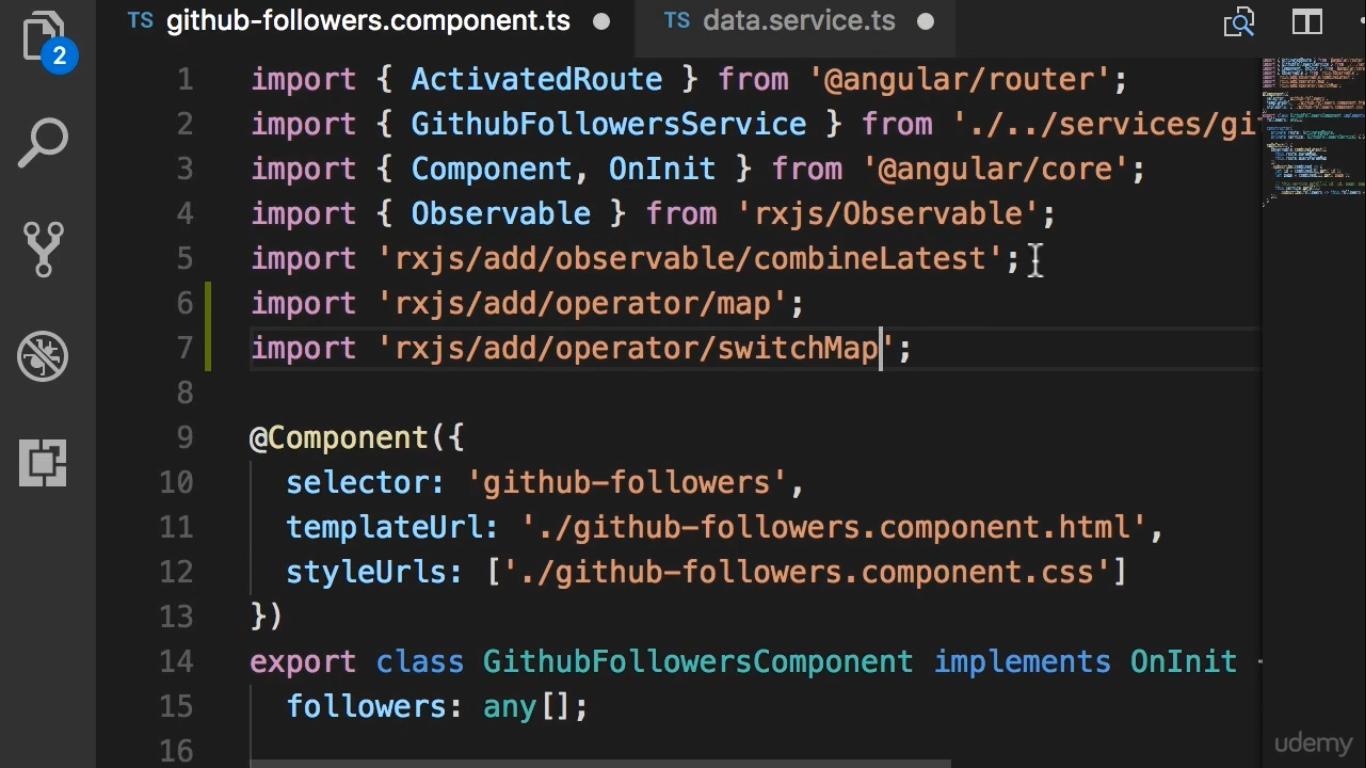 TS github-followers.component.ts
TS data.service.ts
2
1 import { ActivatedRoute } from '@angular/router';
2 import { GithubFollowersService } from './../services/gi
3 import { Component, OnInit } from '@angular/core';
4 import { Observable } from 'rxjs/Observable';
5 import 'rxjs/add/observable/combineLatest';
6 import 'rxjs/add/operator/map';
7 import 'rxjs/add/operator/switchMap';
8
9 @Component({
10 selector: 'github-followers',
11 templateUrl: './github-followers.component.html',
12 styleUrls: ['./github-followers.component.css']
13 })
14 export class GithubFollowersComponent implements OnInit
15 followers: any[];
16
udemy